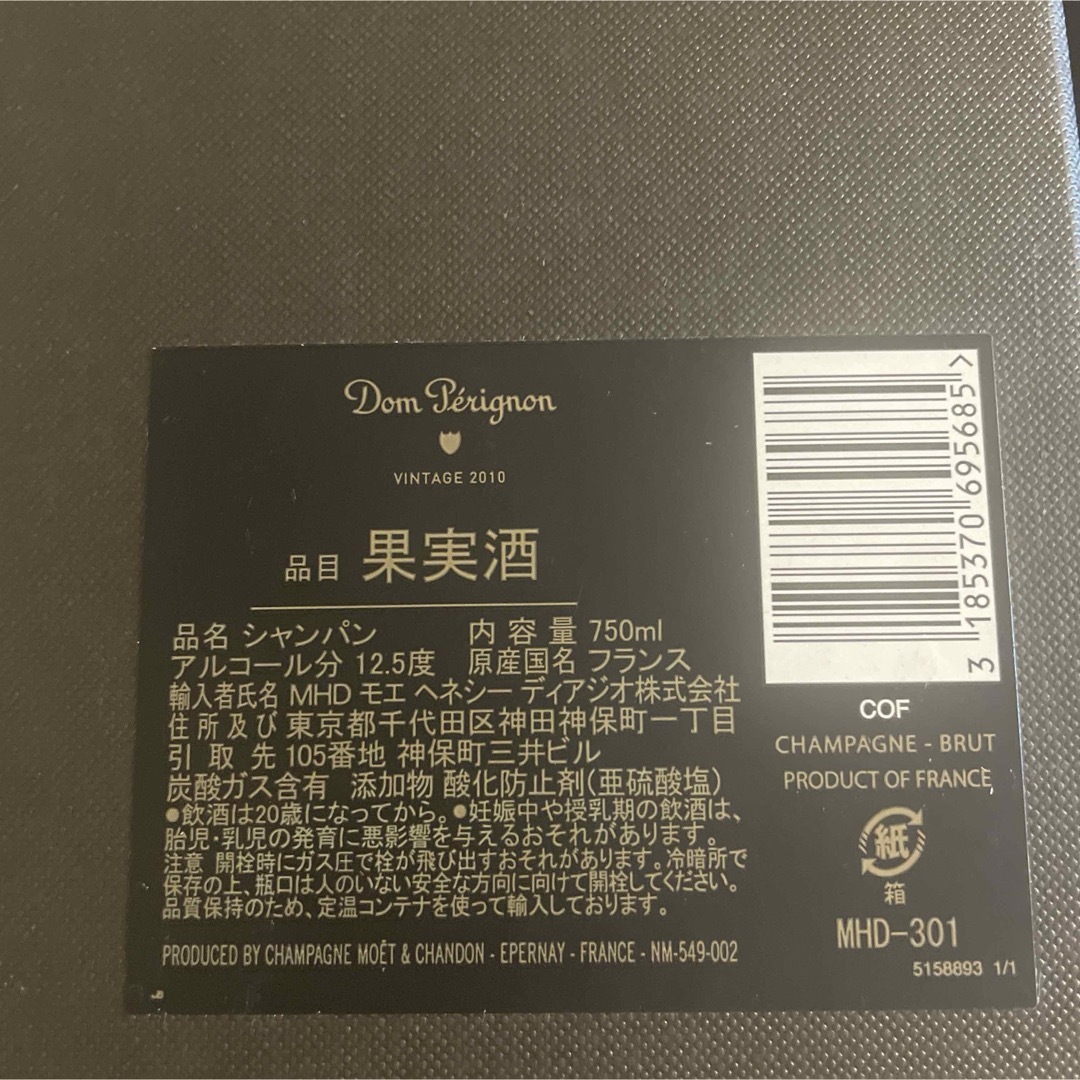 Dom Pérignon
VINTAGE 2010
品目 果実酒
品名 シャンパン 内容量 750ml
アルコール分 12.5度 原産国名 フランス
輸入者氏名 MHD モエ ヘネシー ディアジオ株式会社
住所及び 東京都千代田区神田神保町一丁目
引取先 105番地 神保町三井ビル
炭酸ガス含有 添加物 酸化防止剤(亜硫酸塩)
●飲酒は20歳になってから。●妊娠中や授乳期の飲酒は、
胎児・乳児の発育に悪影響を与えるおそれがあります。
注意 開栓時にガス圧で栓が飛び出すおそれがあります。冷暗所で
保存の上、瓶口は人のいない安全な方向に向けて開栓してください。
品質保持のため、定温コンテナを使って輸入しております。
PRODUCED BY CHAMPAGNE MOËT & CHANDON - EPERNAY - FRANCE - NM-549-002
JB
3 185370 695685 >
COF
CHAMPAGNE - BRUT
PRODUCT OF FRANCE
紙
箱
MHD-301
5158893 1/1